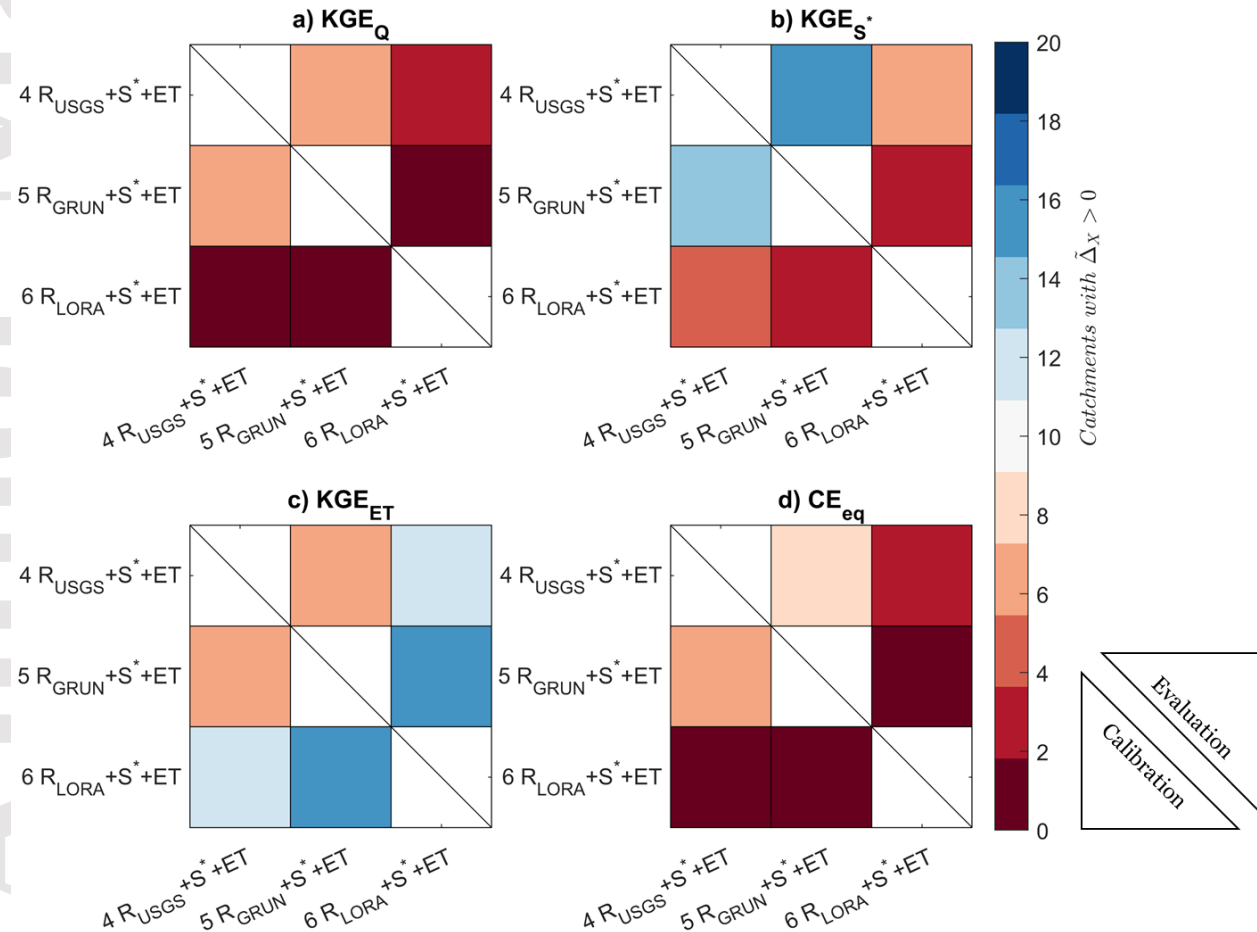 a) KGE_Q
4 R_USGS+S*+ET
5 R_GRUN+S*+ET
6 R_LORA+S*+ET
4 R_USGS+S*+ET
5 R_GRUN+S*+ET
6 R_LORA+S*+ET
b) KGE_S*
4 R_USGS+S*+ET
5 R_GRUN+S*+ET
6 R_LORA+S*+ET
4 R_USGS+S*+ET
5 R_GRUN+S*+ET
6 R_LORA+S*+ET
20
18
16
14
12
10
8
6
4
2
0
Catchments with Δ̃_X > 0
c) KGE_ET
4 R_USGS+S*+ET
5 R_GRUN+S*+ET
6 R_LORA+S*+ET
4 R_USGS+S*+ET
5 R_GRUN+S*+ET
6 R_LORA+S*+ET
d) CE_eq
4 R_USGS+S*+ET
5 R_GRUN+S*+ET
6 R_LORA+S*+ET
4 R_USGS+S*+ET
5 R_GRUN+S*+ET
6 R_LORA+S*+ET
Evaluation
Calibration